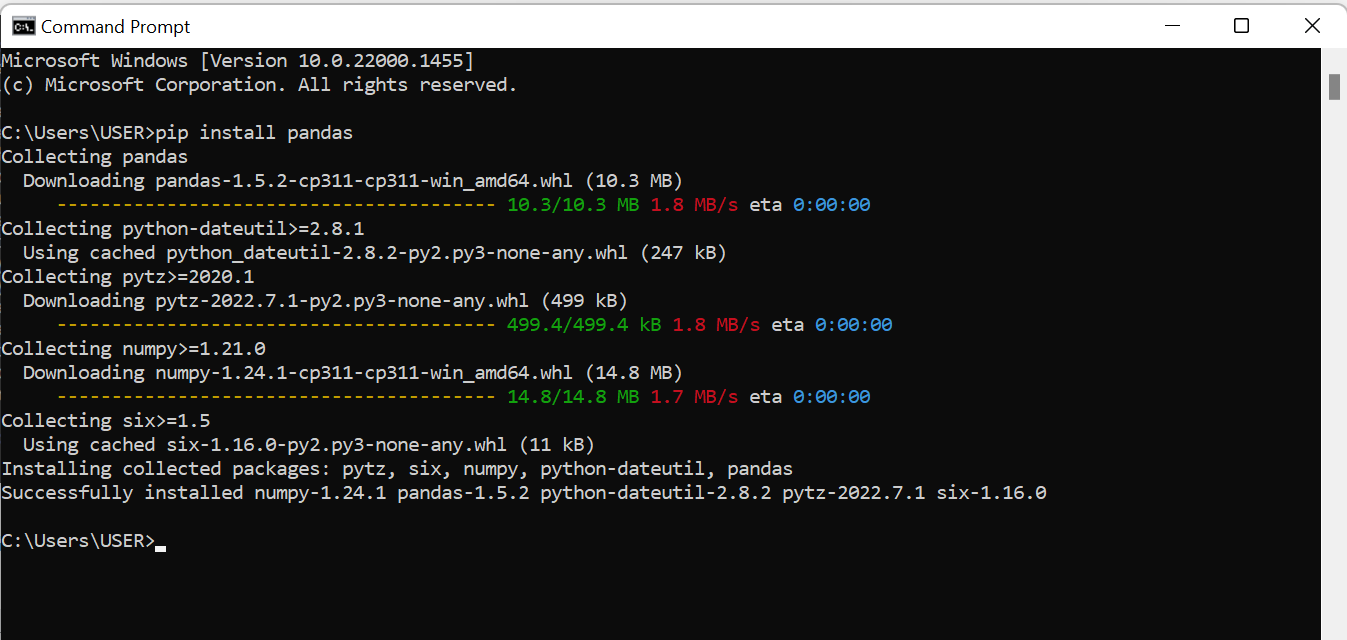 Command Prompt
Microsoft Windows [Version 10.0.22000.1455]
(c) Microsoft Corporation. All rights reserved.
C:\Users\USER>pip install pandas
Collecting pandas
  Downloading pandas-1.5.2-cp311-cp311-win_amd64.whl (10.3 MB)
     ---------------------------------------- 10.3/10.3 MB 1.8 MB/s eta 0:00:00
Collecting python-dateutil>=2.8.1
  Using cached python_dateutil-2.8.2-py2.py3-none-any.whl (247 kB)
Collecting pytz>=2020.1
  Downloading pytz-2022.7.1-py2.py3-none-any.whl (499 kB)
     ---------------------------------------- 499.4/499.4 kB 1.8 MB/s eta 0:00:00
Collecting numpy>=1.21.0
  Downloading numpy-1.24.1-cp311-cp311-win_amd64.whl (14.8 MB)
     ---------------------------------------- 14.8/14.8 MB 1.7 MB/s eta 0:00:00
Collecting six>=1.5
  Using cached six-1.16.0-py2.py3-none-any.whl (11 kB)
Installing collected packages: pytz, six, numpy, python-dateutil, pandas
Successfully installed numpy-1.24.1 pandas-1.5.2 python-dateutil-2.8.2 pytz-2022.7.1 six-1.16.0
C:\Users\USER>